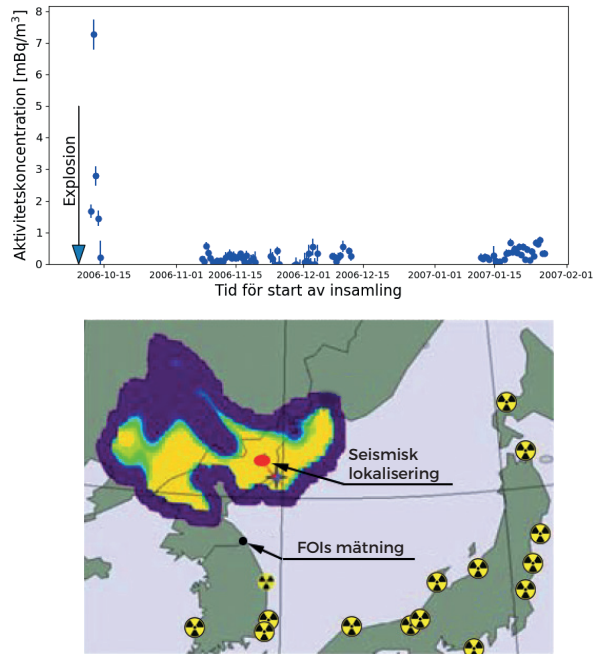 Aktivitetskoncentration [mBq/m³]
8
7
6
5
4
3
2
1
0
Explosion
2006-10-15 2006-11-01 2006-11-15 2006-12-01 2006-12-15 2007-01-01 2007-01-15 2007-02-01
Tid för start av insamling
Seismisk
lokalisering
FOIs mätning